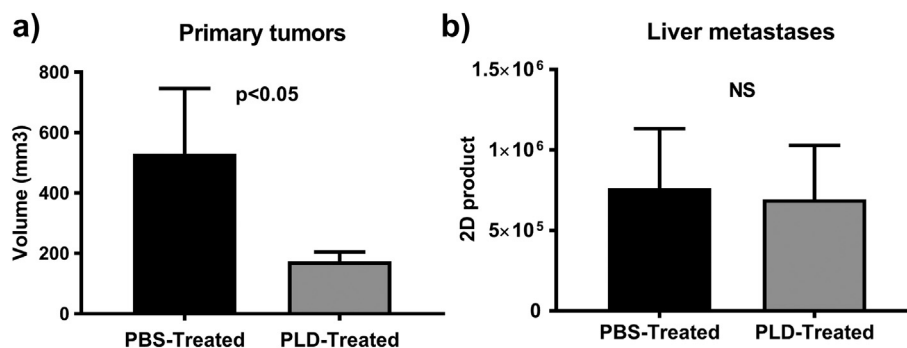 a)
Primary tumors
Volume (mm3)
800
600
400
200
0
p<0.05
PBS-Treated PLD-Treated
b)
Liver metastases
2D product
1.5×10⁶
1×10⁶
5×10⁵
0
NS
PBS-Treated PLD-Treated